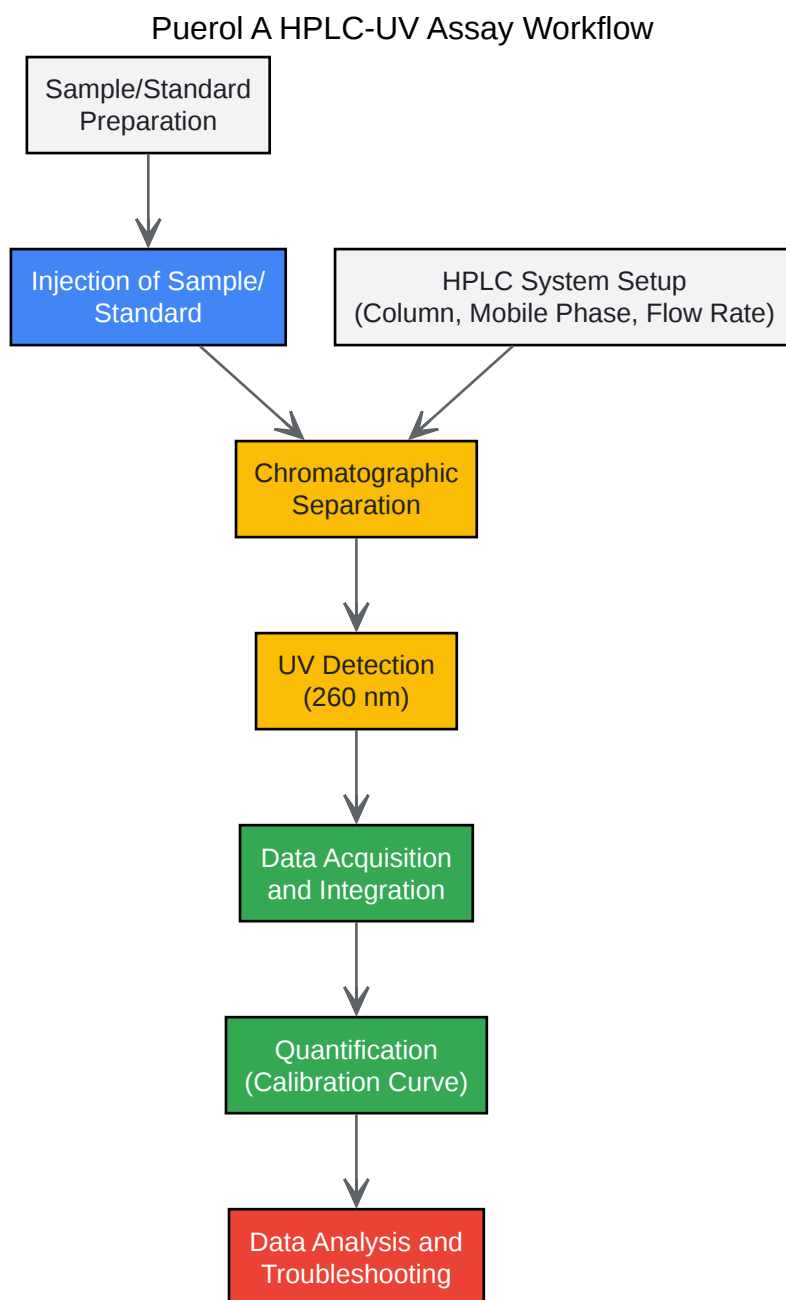 Puerol A HPLC-UV Assay Workflow
Sample/Standard
Preparation
Injection of Sample/
Standard
HPLC System Setup
(Column, Mobile Phase, Flow Rate)
Chromatographic
Separation
UV Detection
(260 nm)
Data Acquisition
and Integration
Quantification
(Calibration Curve)
Data Analysis and
Troubleshooting